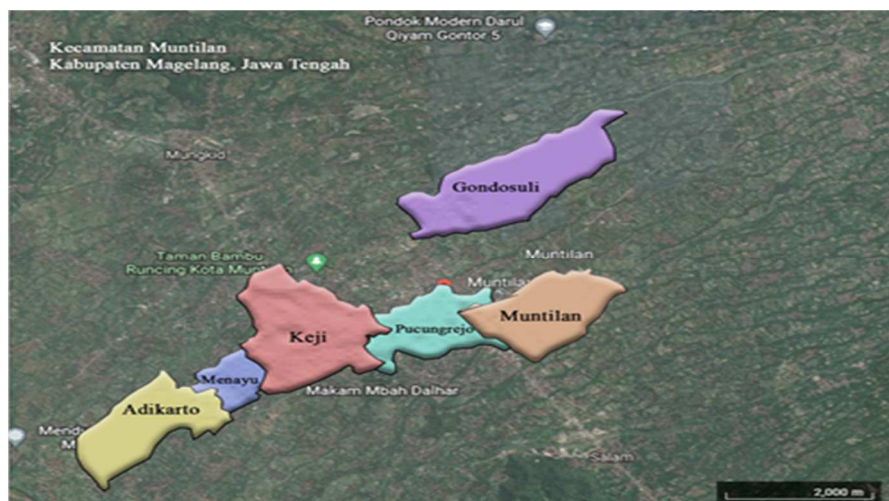 Pondok Modern Darul
Qiyam Gontor 5
Kecamatan Muntilan
Kabupaten Magelang, Jawa Tengah
Mungkid
Gondosuli
Taman Bambu
Runcing Kota
Muntilan
Keji
Pucungrejo
Muntilan
Menayu
Makam Mbah Dalhar
Adikarto
Salam
2,000 m